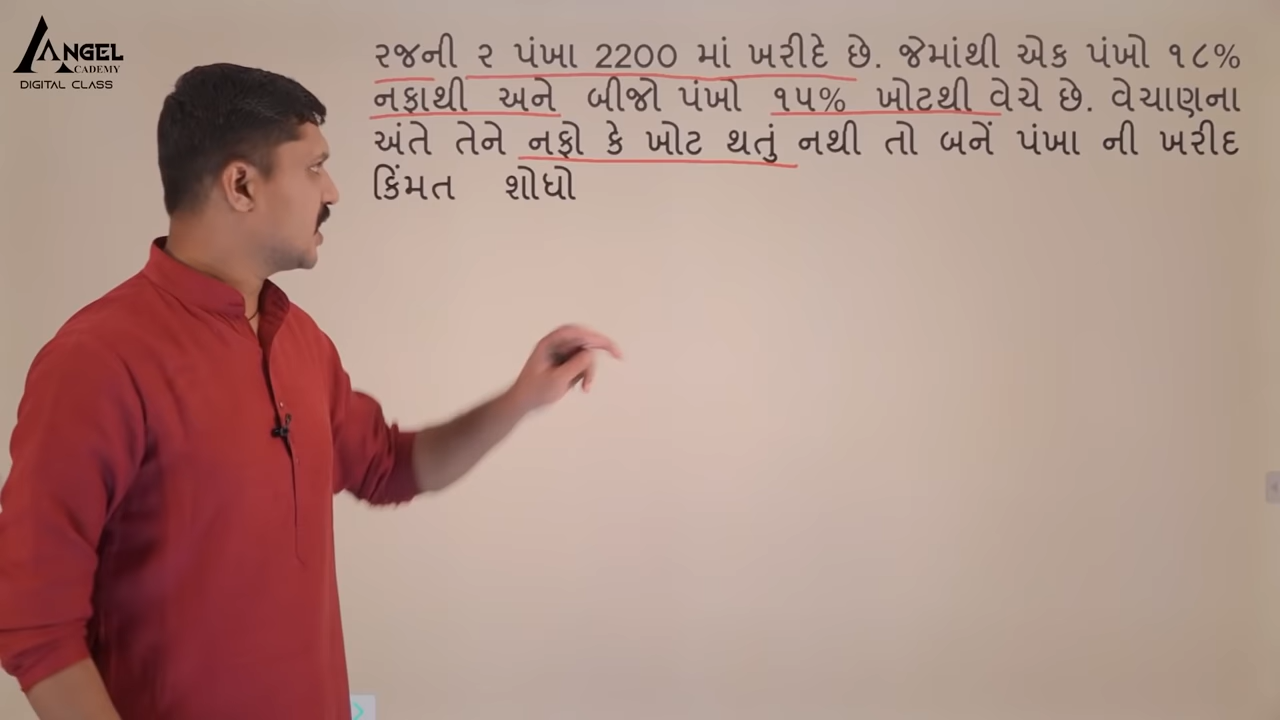 ANGEL
ACADEMY
DIGITAL CLASS
રજની ૨ પંખા 2200 માં ખરીદે છે. જેમાંથી એક પંખો ૧૮%
નફાથી અને બીજો પંખો ૧૫% ખોટથી વેચે છે. વેચાણના
અંતે તેને નફો કે ખોટ થતું નથી તો બનેં પંખા ની ખરીદ
કિંમત શોધો